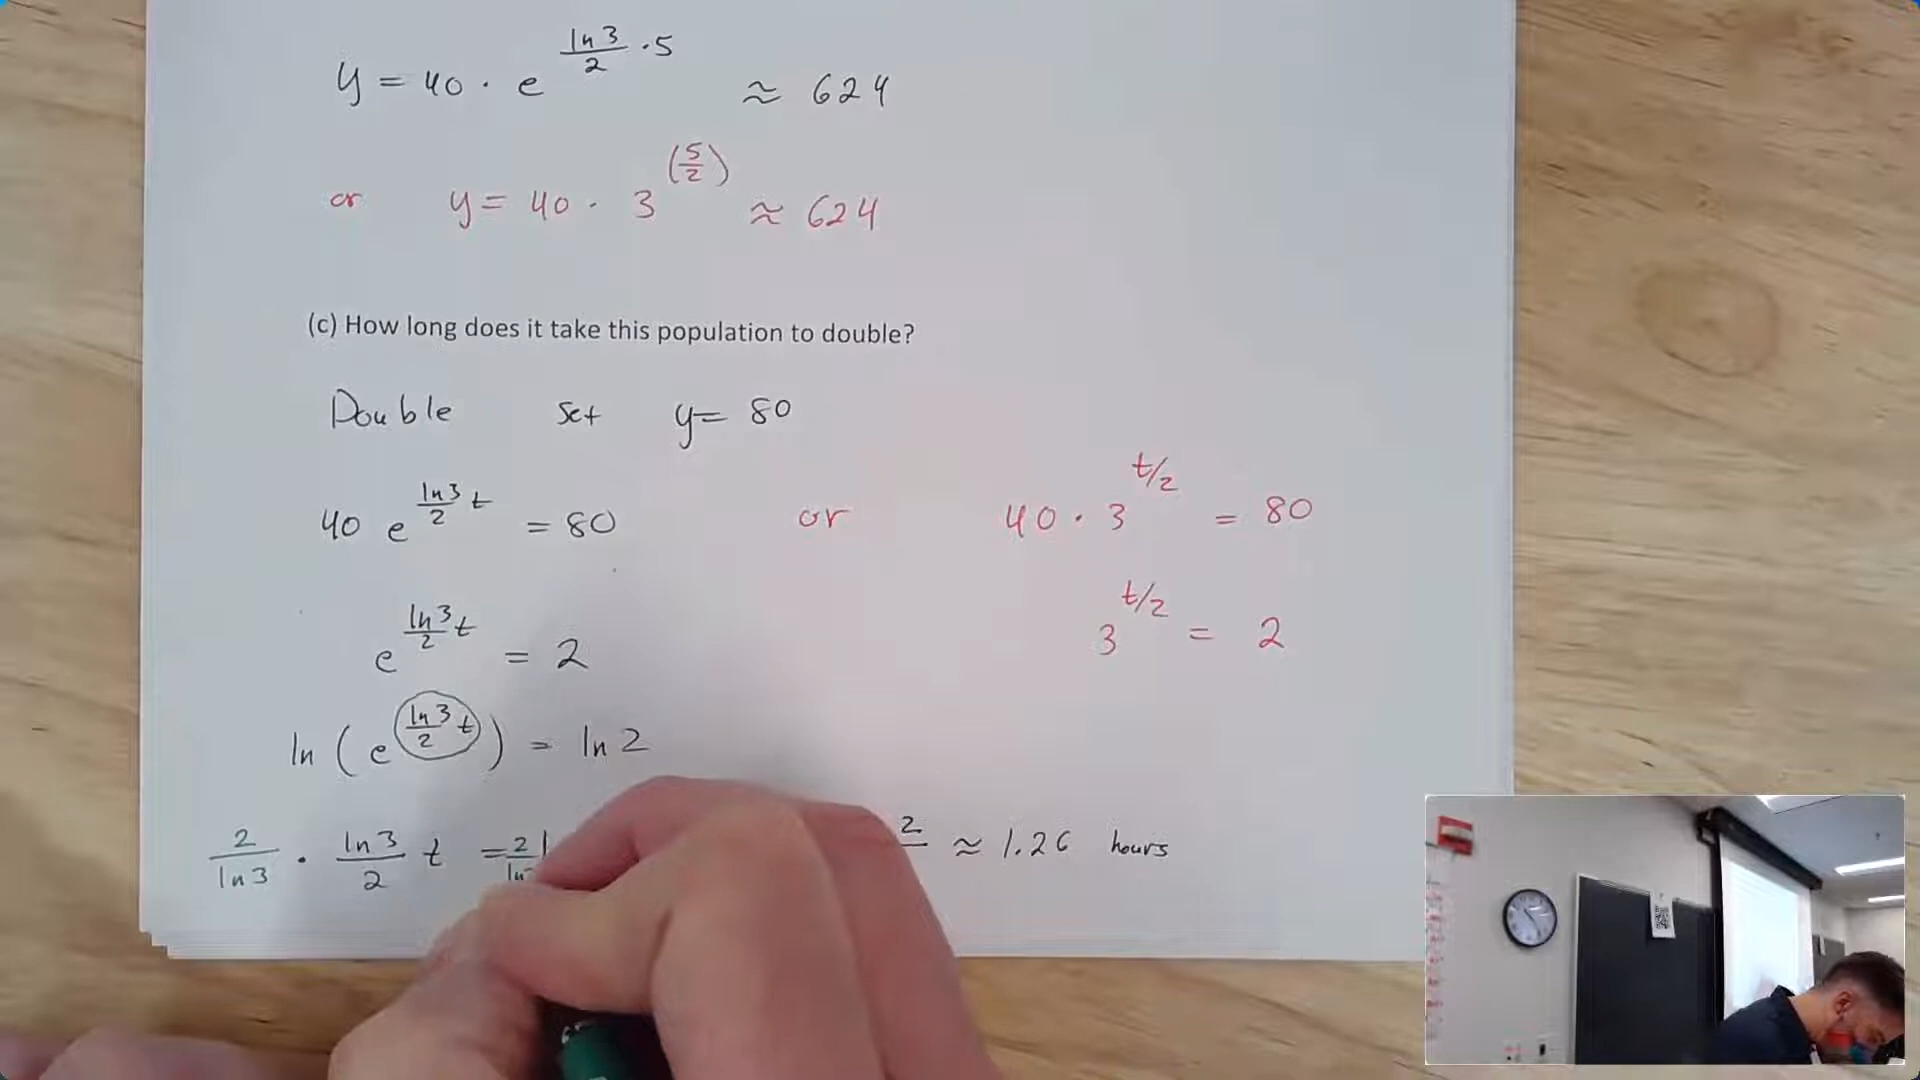 y = 40 · e^(ln3/2 · 5) ≈ 624
or y = 40 · 3^(5/2) ≈ 624
(c) How long does it take this population to double?
Double set y = 80
40 e^(ln3/2 t) = 80 or 40 · 3^(t/2) = 80
e^(ln3/2 t) = 2 3^(t/2) = 2
ln (e^(ln3/2 t)) = ln 2
2/ln3 · ln3/2 t = 2/ln 2 ≈ 1.26 hours